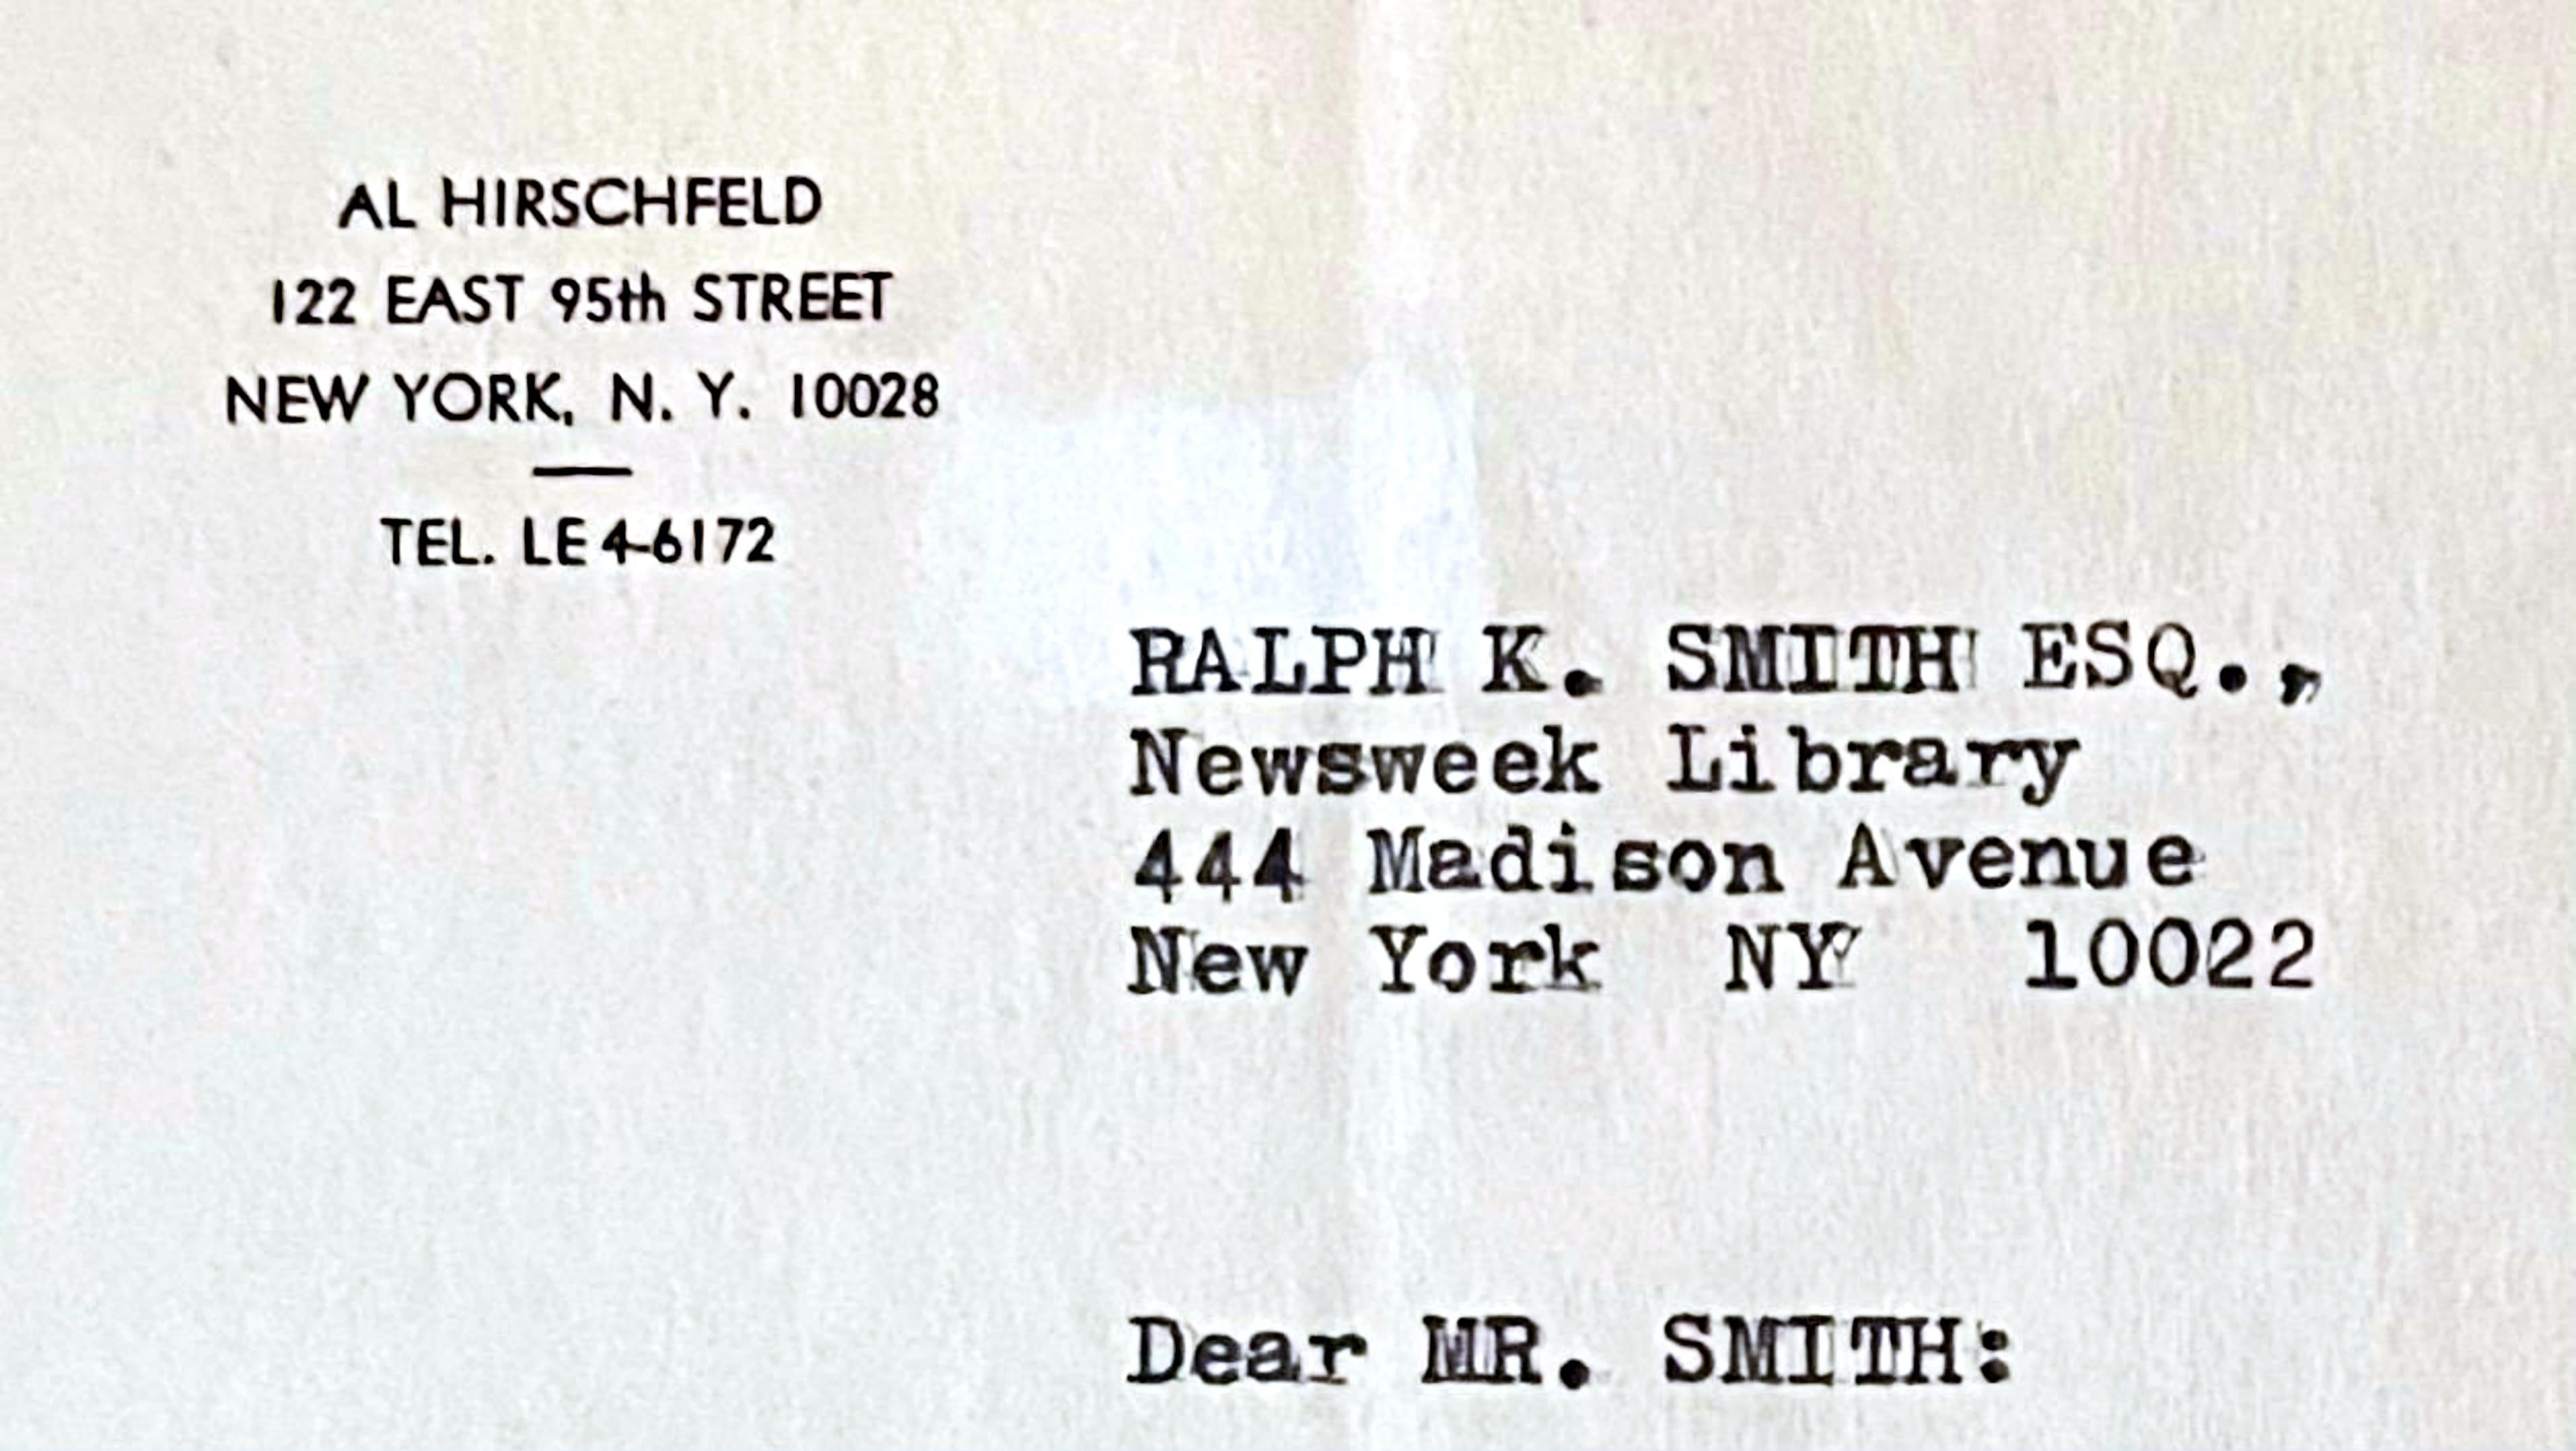 AL HIRSCHFELD
122 EAST 95th STREET
NEW YORK, N. Y. 10028
TEL. LE 4-6172
RALPH K. SMITH ESQ.,
Newsweek Library
444 Madison Avenue
New York NY 10022
Dear MR. SMITH: